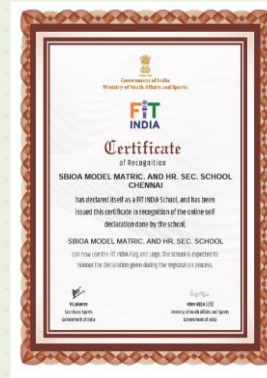 Government of India
Ministry of Youth Affairs and Sports
FiT
INDIA
Certificate
of Recognition
SBIOA MODEL MATRIC. AND HR. SEC. SCHOOL
CHENNAI
has declared itself as a FIT INDIA School, and has been
issued this certificate in recognition of the online self
declaration done by the school.
SBIOA MODEL MATRIC. AND HR. SEC. SCHOOL
can now use the FIT INDIA Flag and Logo. The school is expected to
honour the declaration given during the registration process.
Secretary Sports
Government of India
Ministry of Youth Affairs and Sports
Government of India